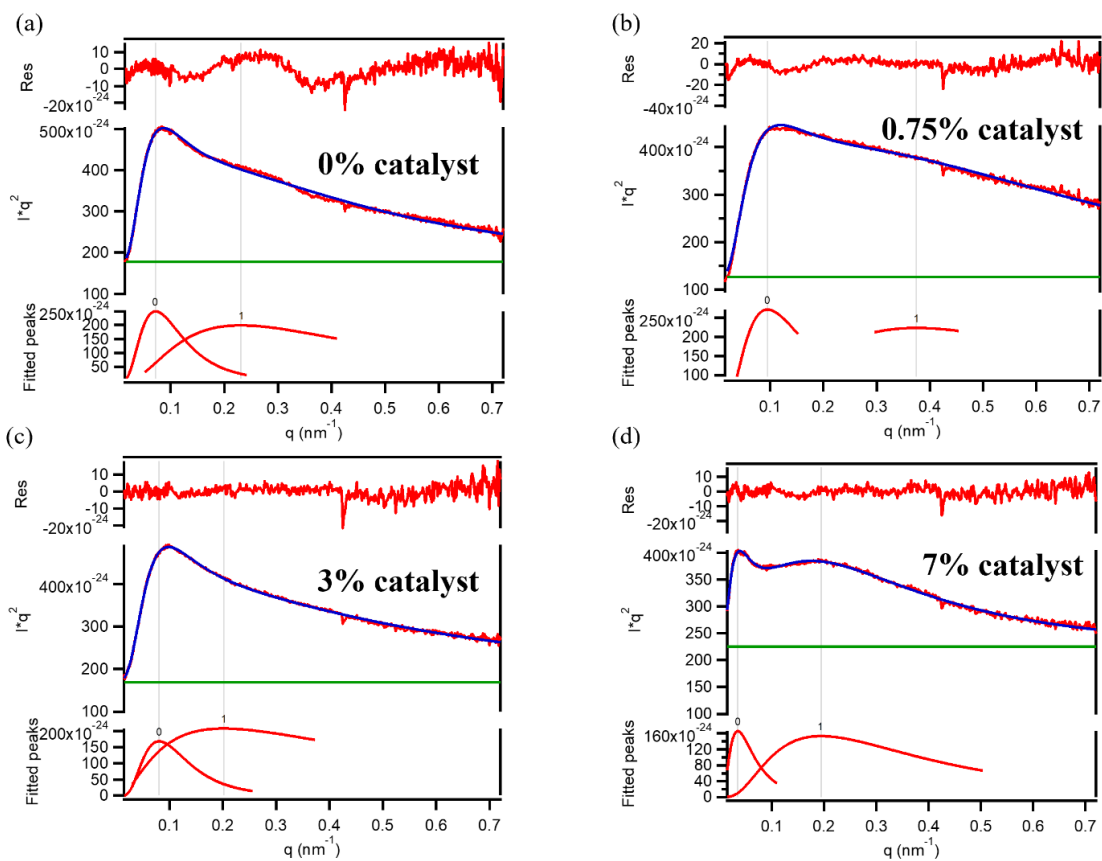 (a)
Res
10
0
-10
-20x10-24
I*q2
500x10-24
400
300
200
100
0% catalyst
Fitted peaks
250x10-24
200
150
100
50
0
1
0.1 0.2 0.3 0.4 0.5 0.6 0.7
q (nm-1)
(b)
Res
20
0
-40x10-24
I*q2
400x10-24
300
200
100
0.75% catalyst
Fitted peaks
250x10-24
200
150
100
0
1
0.1 0.2 0.3 0.4 0.5 0.6 0.7
q (nm-1)
(c)
Res
10
0
-10
-20x10-24
I*q2
400x10-24
300
200
100
3% catalyst
Fitted peaks
200x10-24
150
100
50
0
0
1
0.1 0.2 0.3 0.4 0.5 0.6 0.7
q (nm-1)
(d)
Res
10
0
-10
-20x10-24
I*q2
400x10-24
350
300
250
200
150
100
7% catalyst
Fitted peaks
160x10-24
120
80
40
0
0
1
0.1 0.2 0.3 0.4 0.5 0.6 0.7
q (nm-1)